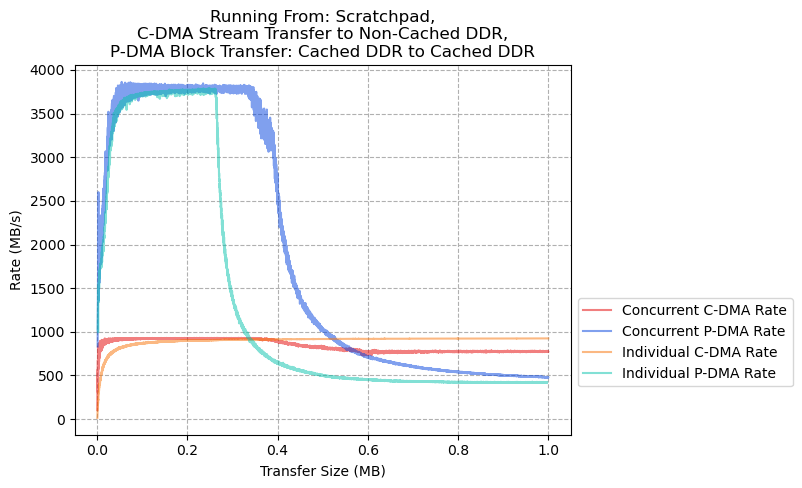 Running From: Scratchpad,
C-DMA Stream Transfer to Non-Cached DDR,
P-DMA Block Transfer: Cached DDR to Cached DDR
4000
3500
3000
2500
2000
1500
1000
500
0
Rate (MB/s)
0.0 0.2 0.4 0.6 0.8 1.0
Transfer Size (MB)
Concurrent C-DMA Rate
Concurrent P-DMA Rate
Individual C-DMA Rate
Individual P-DMA Rate